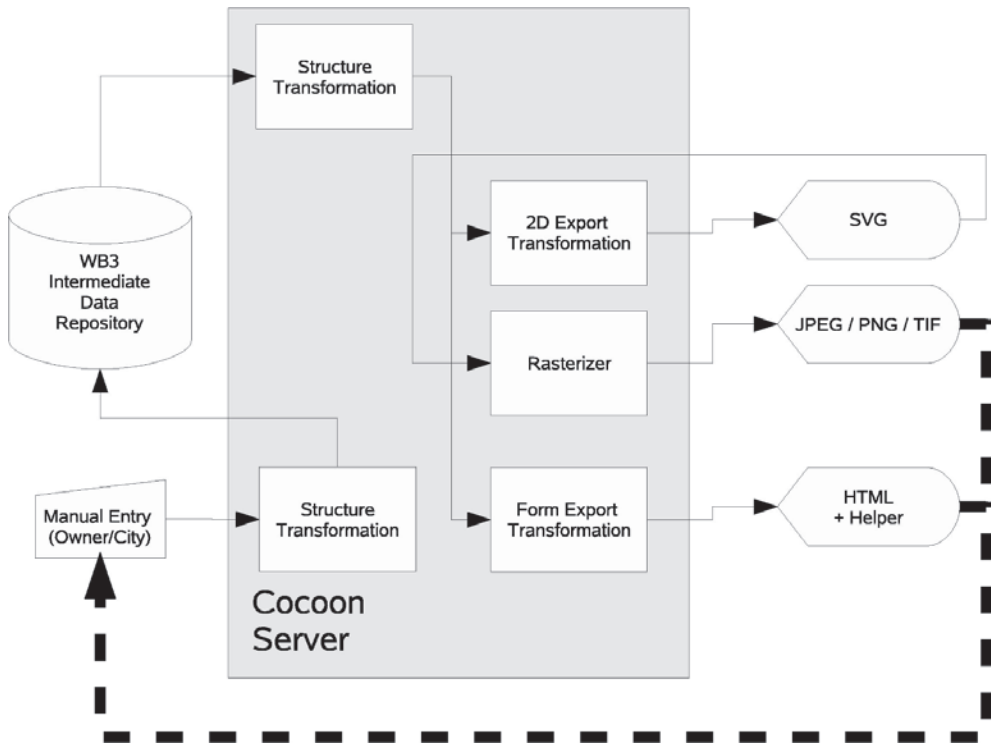 Structure
Transformation
2D Export
Transformation
SVG
WB3
Intermediate
Data
Repository
JPEG / PNG / TIF
Rasterizer
Manual Entry
(Owner/City)
Structure
Transformation
Form Export
Transformation
HTML
+ Helper
Cocoon
Server